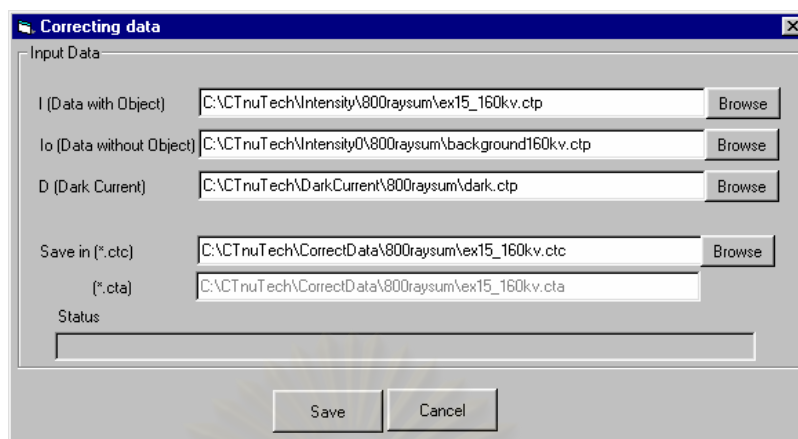 Correcting data
Input Data
I (Data with Object) C:\CTnuTech\Intensity\800raysum\ex15_160kv.ctp Browse
Io (Data without Object) C:\CTnuTech\Intensity0\800raysum\background160kv.ctp Browse
D (Dark Current) C:\CTnuTech\DarkCurrent\800raysum\dark.ctp Browse
Save in (*.ctc) C:\CTnuTech\CorrectData\800raysum\ex15_160kv.ctc Browse
(*.cta) C:\CTnuTech\CorrectData\800raysum\ex15_160kv.cta
Status
Save Cancel